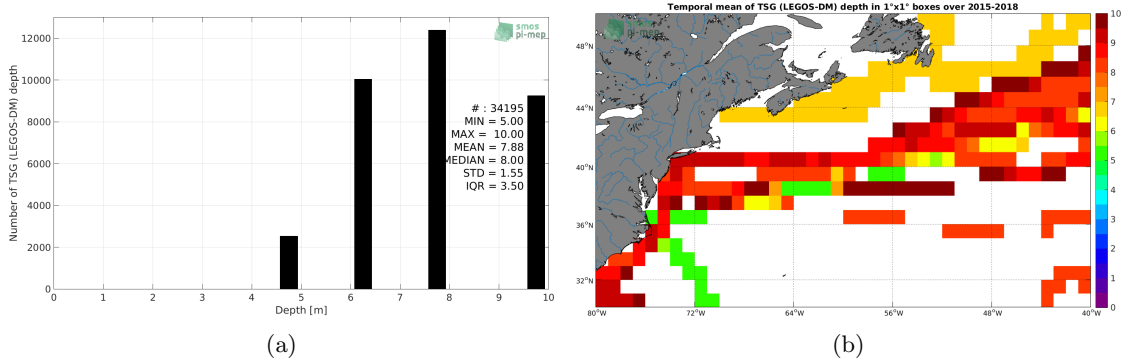 smos
pi-mep
12000
10000
8000
6000
4000
2000
0
Number of TSG (LEGOS-DM) depth
# : 34195
MIN = 5.00
MAX = 10.00
MEAN = 7.88
MEDIAN = 8.00
STD = 1.55
IQR = 3.50
0 1 2 3 4 5 6 7 8 9 10
Depth [m]
(a)
Temporal mean of TSG (LEGOS-DM) depth in 1°x1° boxes over 2015-2018
smos
pi-mep
48°N
44°N
40°N
36°N
32°N
80°W 72°W 64°W 56°W 48°W 40°W
10
9
8
7
6
5
4
3
2
1
0
(b)